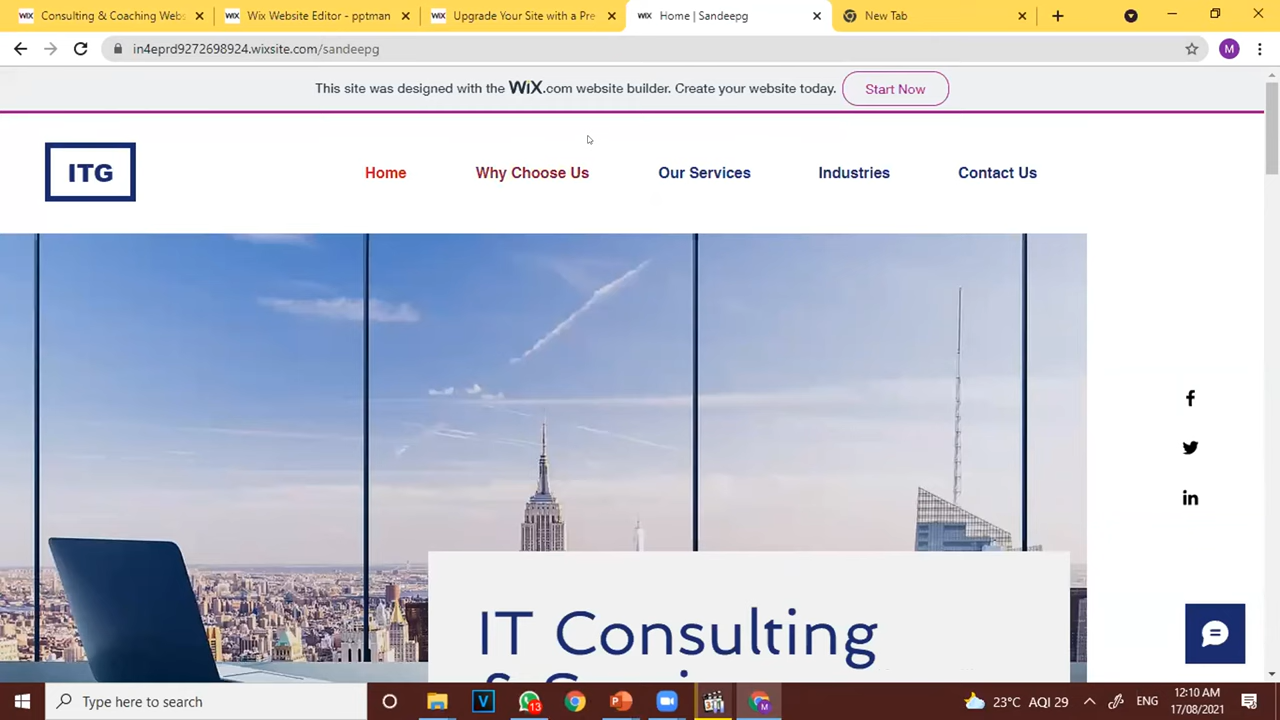 Consulting & Coaching Webs
Wix Website Editor - pptman
Upgrade Your Site with a Pre
Home | Sandeepg
New Tab
in4eprd9272698924.wixsite.com/sandeepg
M
This site was designed with the WiX.com website builder. Create your website today.
Start Now
ITG
Home
Why Choose Us
Our Services
Industries
Contact Us
IT Consulting
Type here to search
13
23°C AQI 29
ENG
12:10 AM
17/08/2021